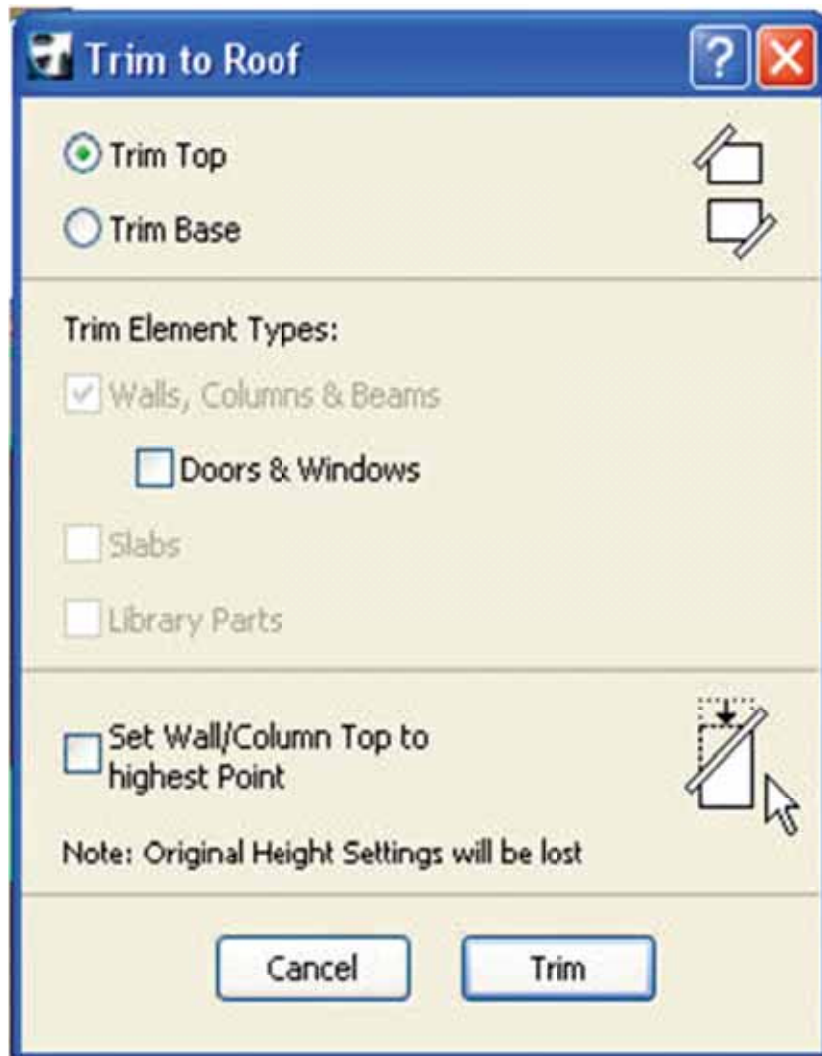 Trim to Roof
Trim Top
Trim Base
Trim Element Types:
Walls, Columns & Beams
Doors & Windows
Slabs
Library Parts
Set Wall/Column Top to
highest Point
Note: Original Height Settings will be lost
Cancel
Trim